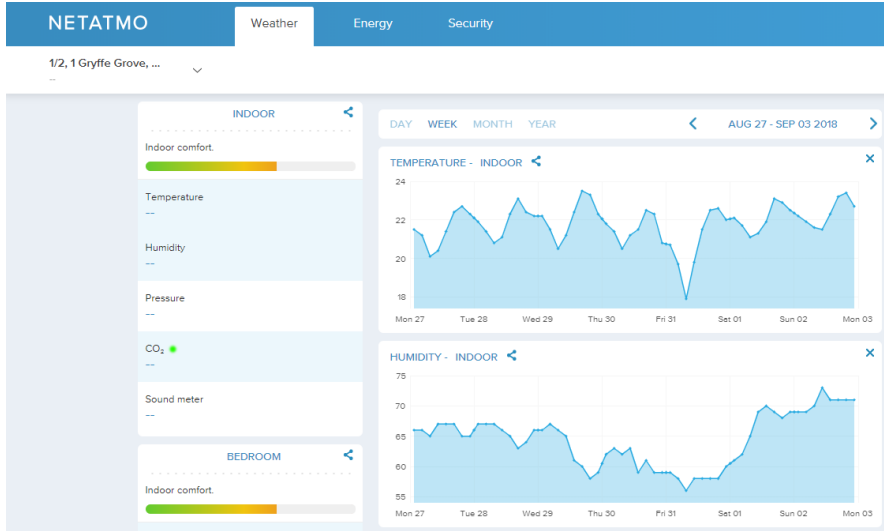 NETATMO
Weather
Energy
Security
1/2, 1 Gryffe Grove, ...
--
INDOOR
Indoor comfort.
Temperature
--
Humidity
--
Pressure
--
CO₂
--
Sound meter
--
BEDROOM
Indoor comfort.
DAY WEEK MONTH YEAR
AUG 27 - SEP 03 2018
TEMPERATURE - INDOOR
24
22
20
18
Mon 27 Tue 28 Wed 29 Thu 30 Fri 31 Sat 01 Sun 02 Mon 03
HUMIDITY - INDOOR
75
70
65
60
55
Mon 27 Tue 28 Wed 29 Thu 30 Fri 31 Sat 01 Sun 02 Mon 03